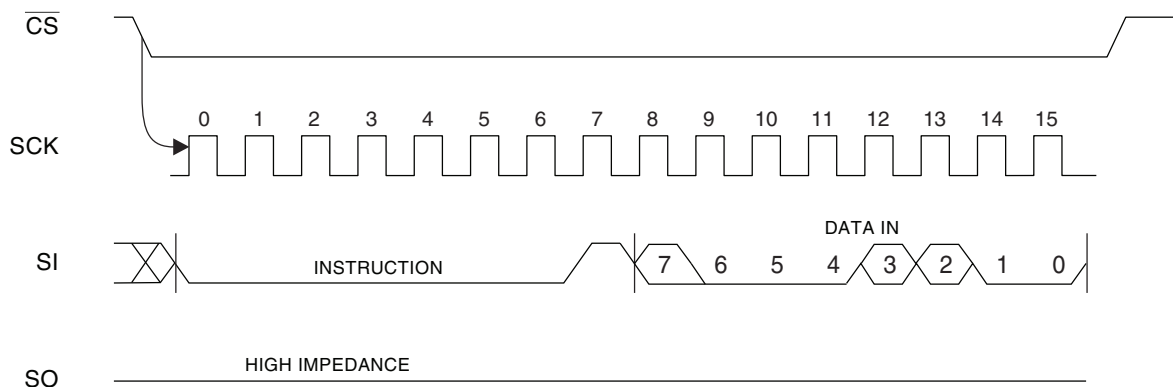 CS
0 1 2 3 4 5 6 7 8 9 10 11 12 13 14 15
SCK
DATA IN
SI
INSTRUCTION
7 6 5 4 3 2 1 0
HIGH IMPEDANCE
SO